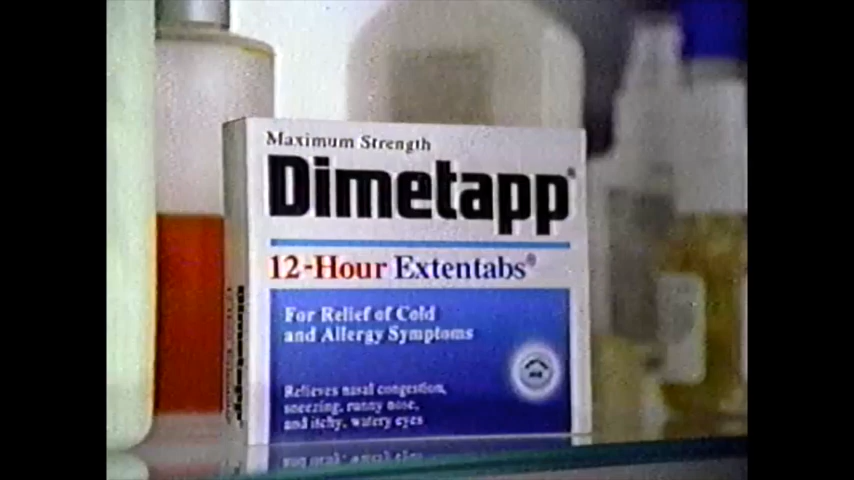 Maximum Strength
Dimetapp®
12-Hour Extentabs®
For Relief of Cold
and Allergy Symptoms
Relieves nasal congestion,
sneezing, runny nose,
and itchy, watery eyes
Dimetapp